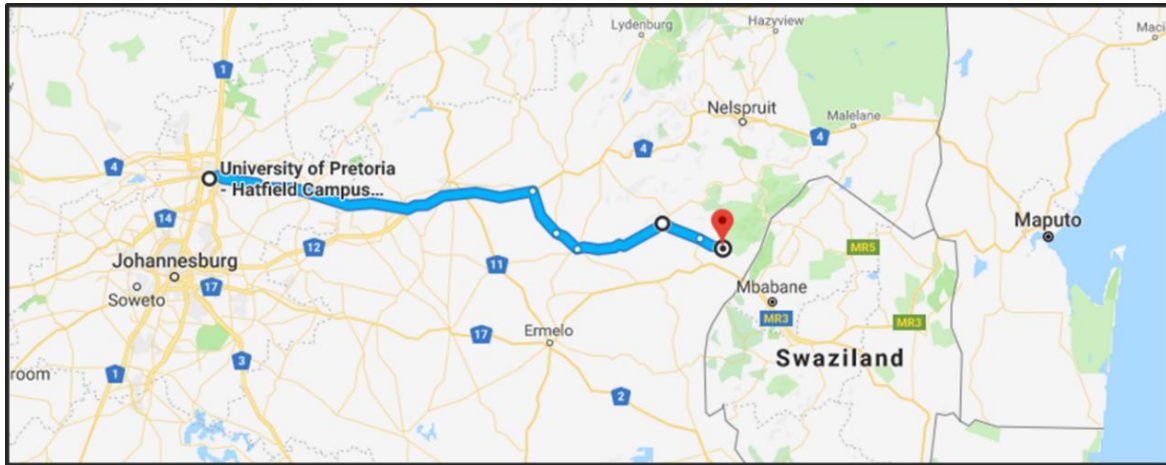 Lydenburg
Hazyview
Macia
1
Nelspruit
Malelane
4
4
4
University of Pretoria
- Hatfield Campus...
14
12
Maputo
MR5
Johannesburg
11
Soweto
17
Mbabane
MR3
MR3
Ermelo
17
Swaziland
3
room
1
2